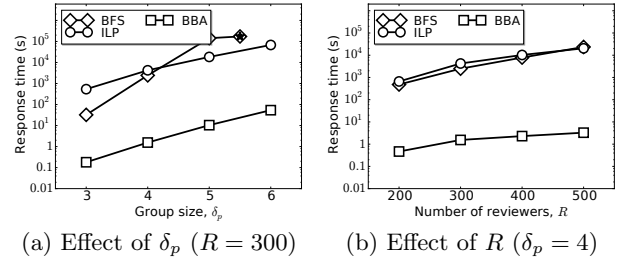 BFS BBA
ILP
10^5
10^4
10^3
10^2
10^1
1
0.1
0.01
Response time (s)
3 4 5 6
Group size, δ_p
(a) Effect of δ_p (R = 300)
BFS BBA
ILP
10^5
10^4
10^3
10^2
10^1
1
0.1
0.01
Response time (s)
200 300 400 500
Number of reviewers, R
(b) Effect of R (δ_p = 4)